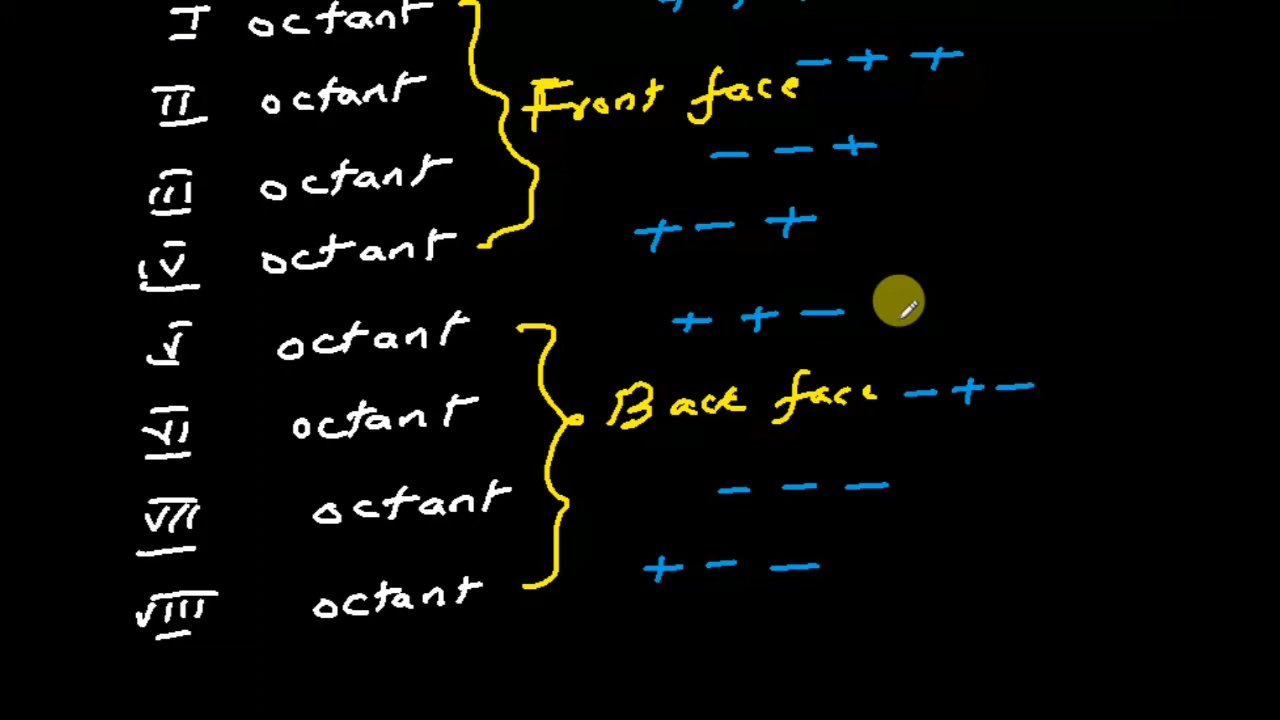 I octant
− + +
II octant Front face
III octant − − +
IV octant + − +
V octant + + −
VI octant Back face − + −
VII octant − − −
VIII octant + − −